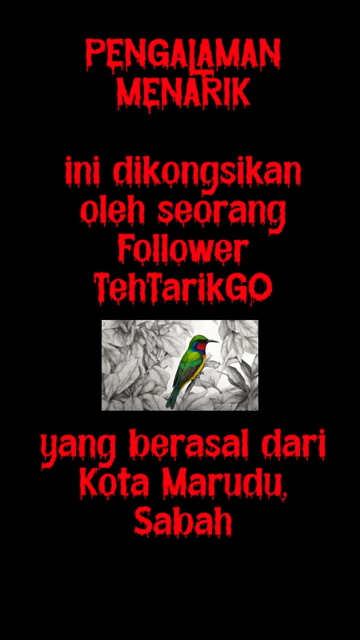 PENGALAMAN
MENARIK
ini dikongsikan
oleh seorang
Follower
TehTarikGO
yang berasal dari
Kota Marudu,
Sabah